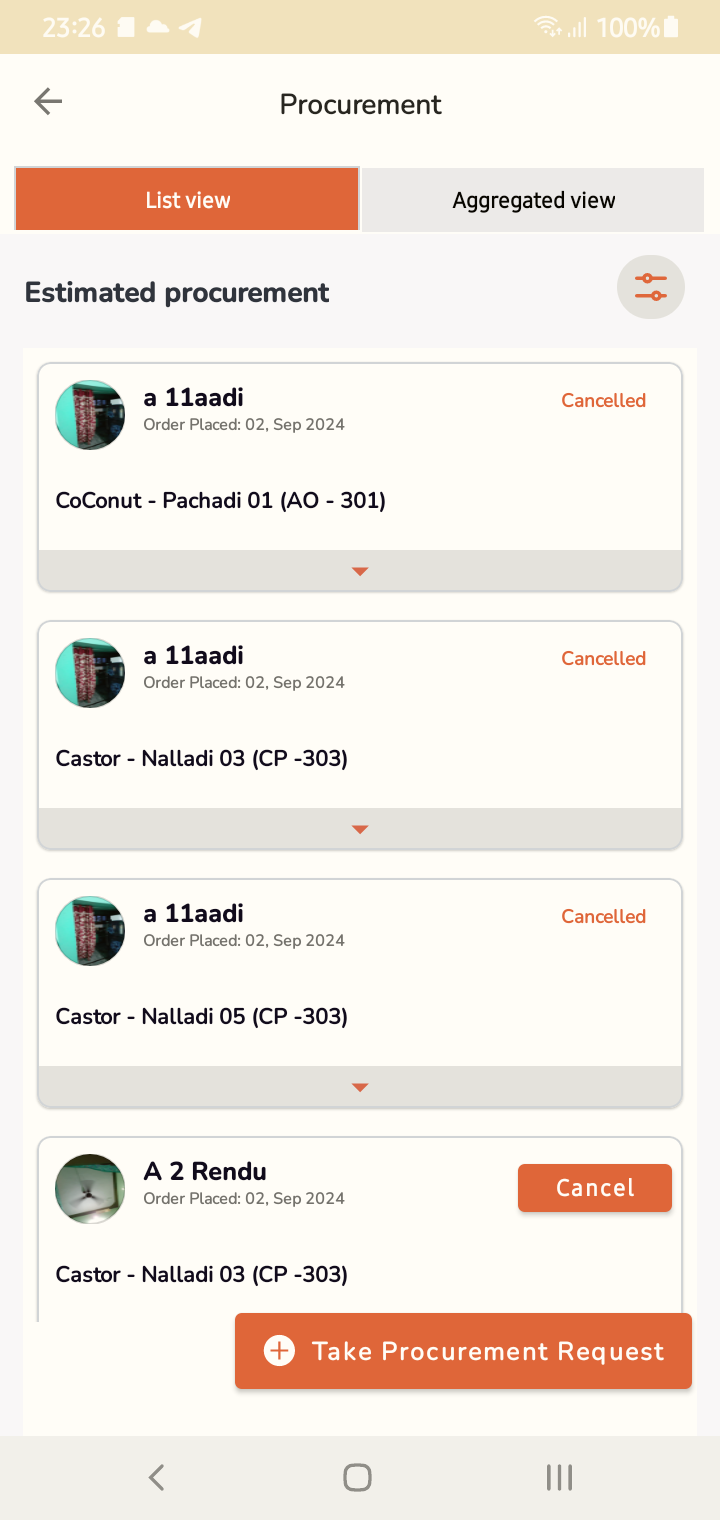 23:26 100%
Procurement
List view Aggregated view
Estimated procurement
a 11aadi Cancelled
Order Placed: 02, Sep 2024
CoConut - Pachadi 01 (AO - 301)
a 11aadi Cancelled
Order Placed: 02, Sep 2024
Castor - Nalladi 03 (CP -303)
a 11aadi Cancelled
Order Placed: 02, Sep 2024
Castor - Nalladi 05 (CP -303)
A 2 Rendu Cancel
Order Placed: 02, Sep 2024
Castor - Nalladi 03 (CP -303)
Take Procurement Request